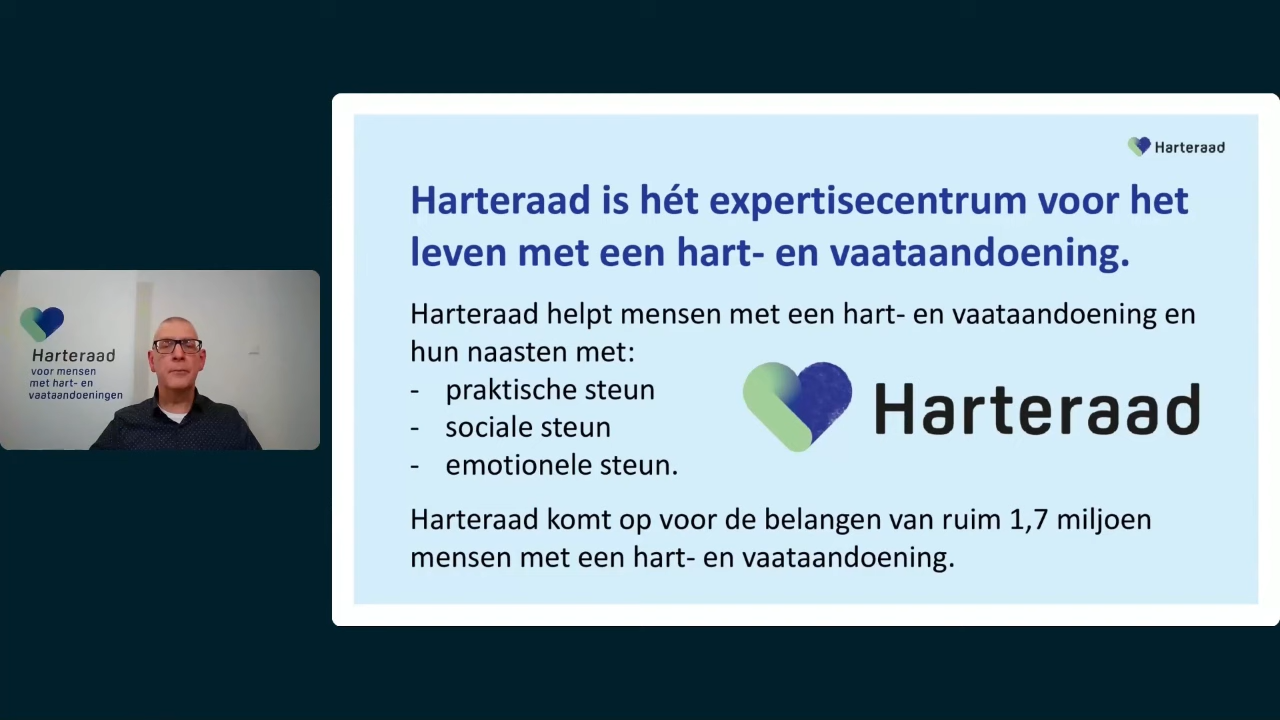 Harteraad
voor mensen
met hart- en
vaataandoeningen
Harteraad
Harteraad is hét expertisecentrum voor het
leven met een hart- en vaataandoening.
Harteraad helpt mensen met een hart- en vaataandoening en
hun naasten met:
- praktische steun
- sociale steun
- emotionele steun.
Harteraad
Harteraad komt op voor de belangen van ruim 1,7 miljoen
mensen met een hart- en vaataandoening.